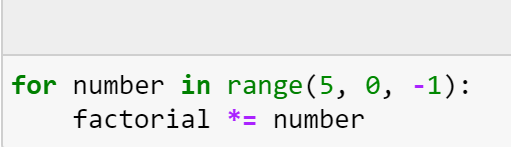 for number in range(5, 0, -1):
    factorial *= number